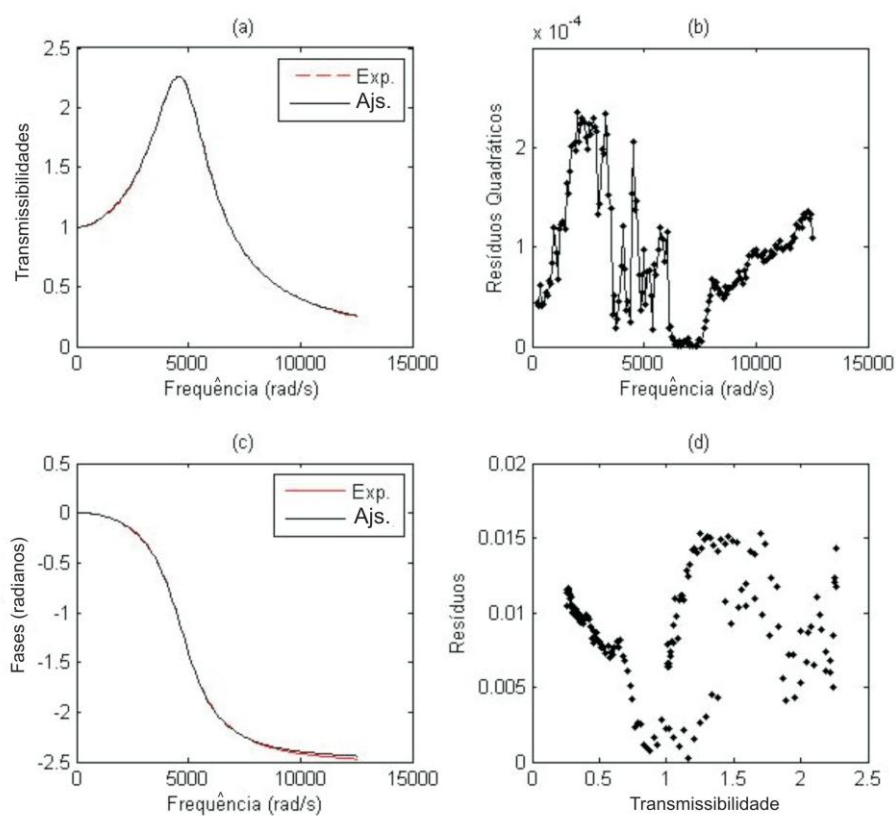 (a)
2.5
2
1.5
1
0.5
0
Transmissibilidades
Exp.
Ajs.
0
5000
10000
15000
Frequência (rad/s)
(b)
x 10⁻⁴
2
1
0
Resíduos Quadráticos
0
5000
10000
15000
Frequência (rad/s)
(c)
0.5
0
-0.5
-1
-1.5
-2
-2.5
Fases (radianos)
Exp.
Ajs.
0
5000
10000
15000
Frequência (rad/s)
(d)
0.02
0.015
0.01
0.005
0
Resíduos
0
0.5
1
1.5
2
2.5
Transmissibilidade